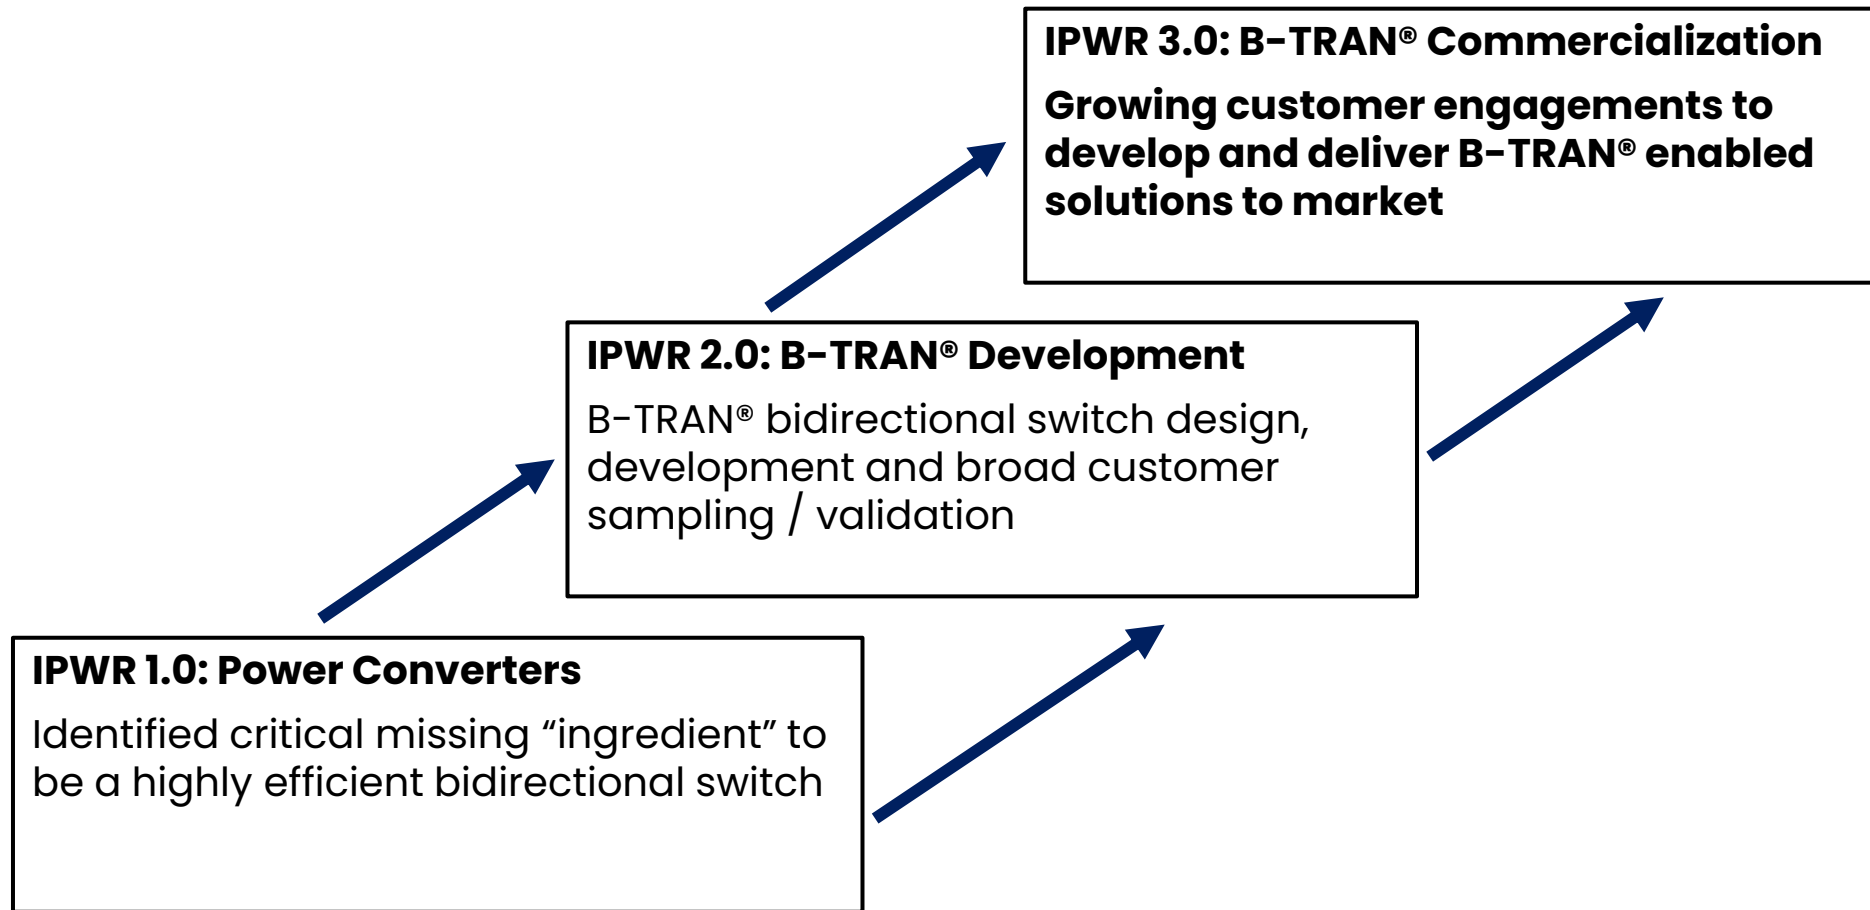 IPWR 3.0: B-TRAN® Commercialization
Growing customer engagements to
develop and deliver B-TRAN® enabled
solutions to market
IPWR 2.0: B-TRAN® Development
B-TRAN® bidirectional switch design,
development and broad customer
sampling / validation
IPWR 1.0: Power Converters
Identified critical missing “ingredient” to
be a highly efficient bidirectional switch